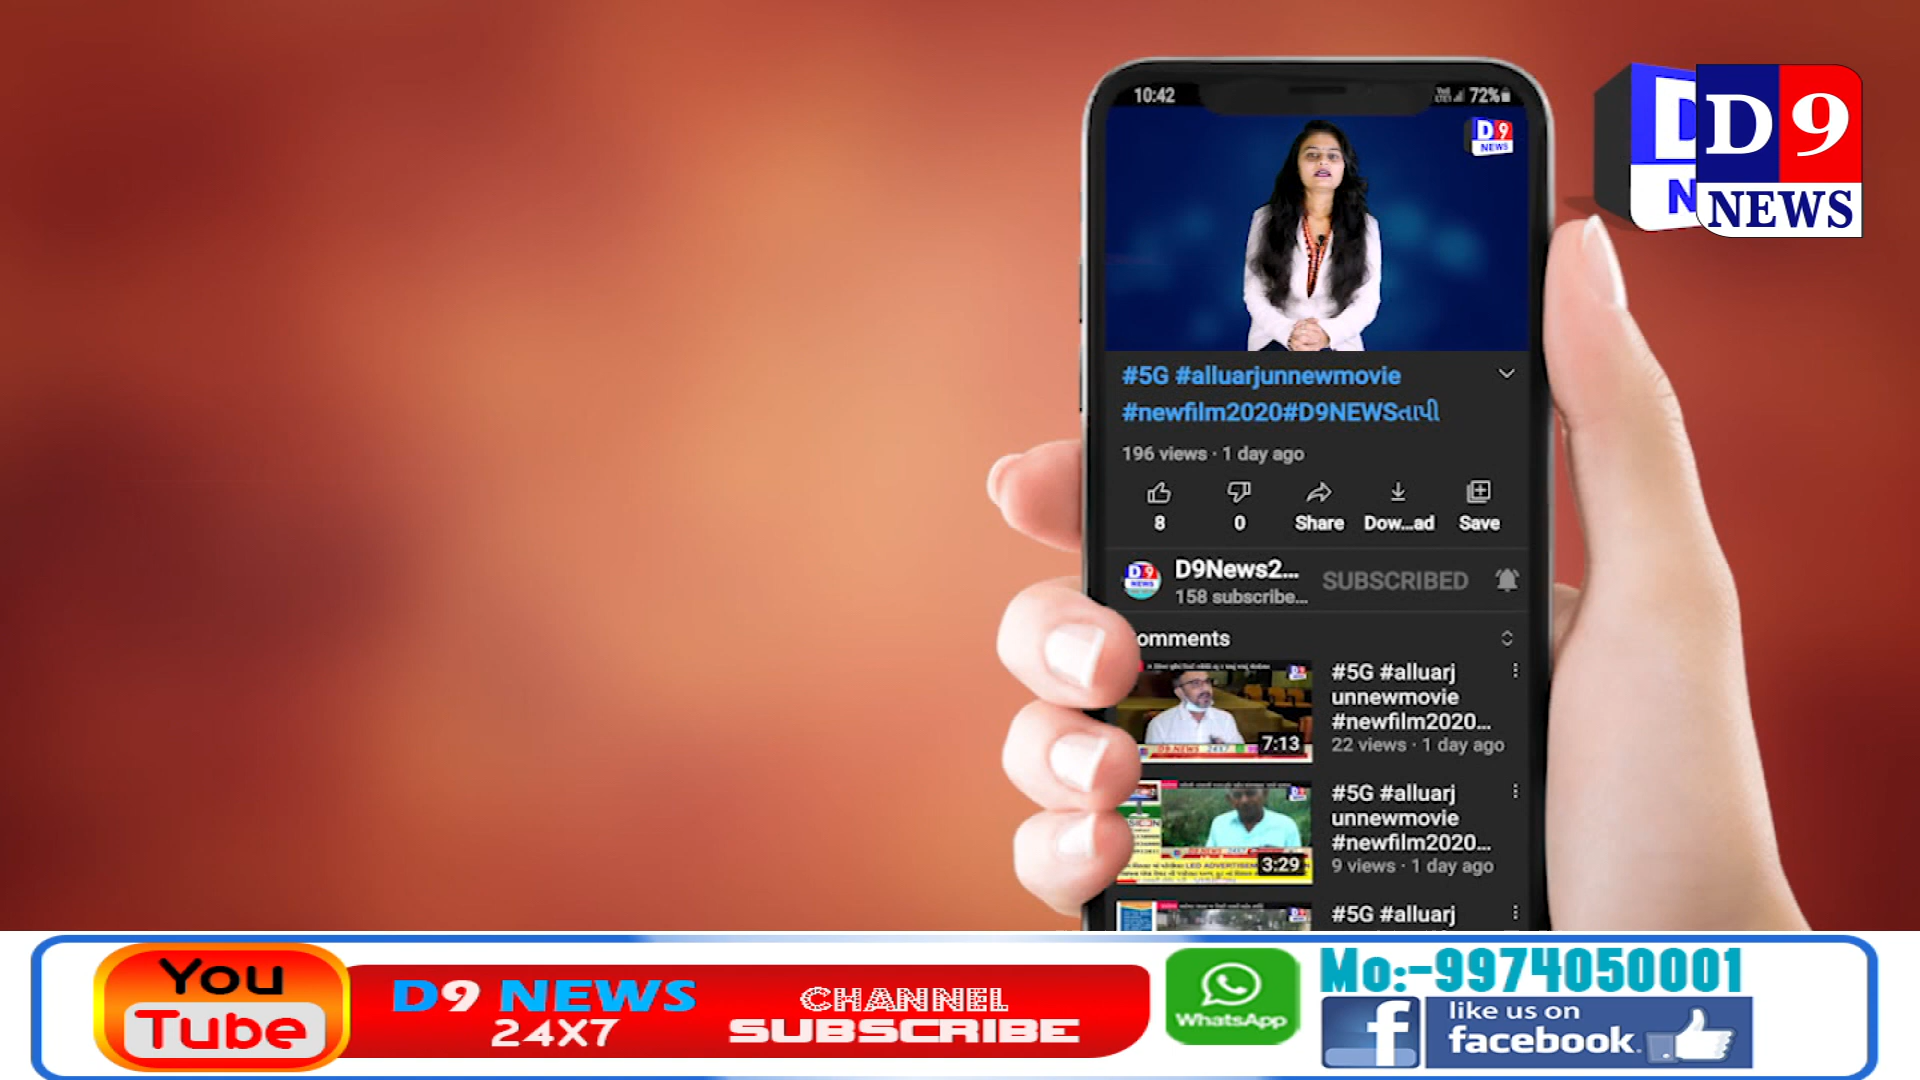 10:42
72%
D9
NEWS
D
N
D9
NEWS
#5G #alluarjunnewmovie
#newfilm2020#D9NEWSતાપી
196 views · 1 day ago
8
0
Share
Dow...ad
Save
D9News2...
158 subscribe...
SUBSCRIBED
omments
#5G #alluarj
unnewmovie
#newfilm2020...
22 views · 1 day ago
7:13
#5G #alluarj
unnewmovie
#newfilm2020...
9 views · 1 day ago
3:29
#5G #alluarj
You
Tube
D9 NEWS
24X7
CHANNEL
SUBSCRIBE
WhatsApp
Mo:-9974050001
like us on
facebook